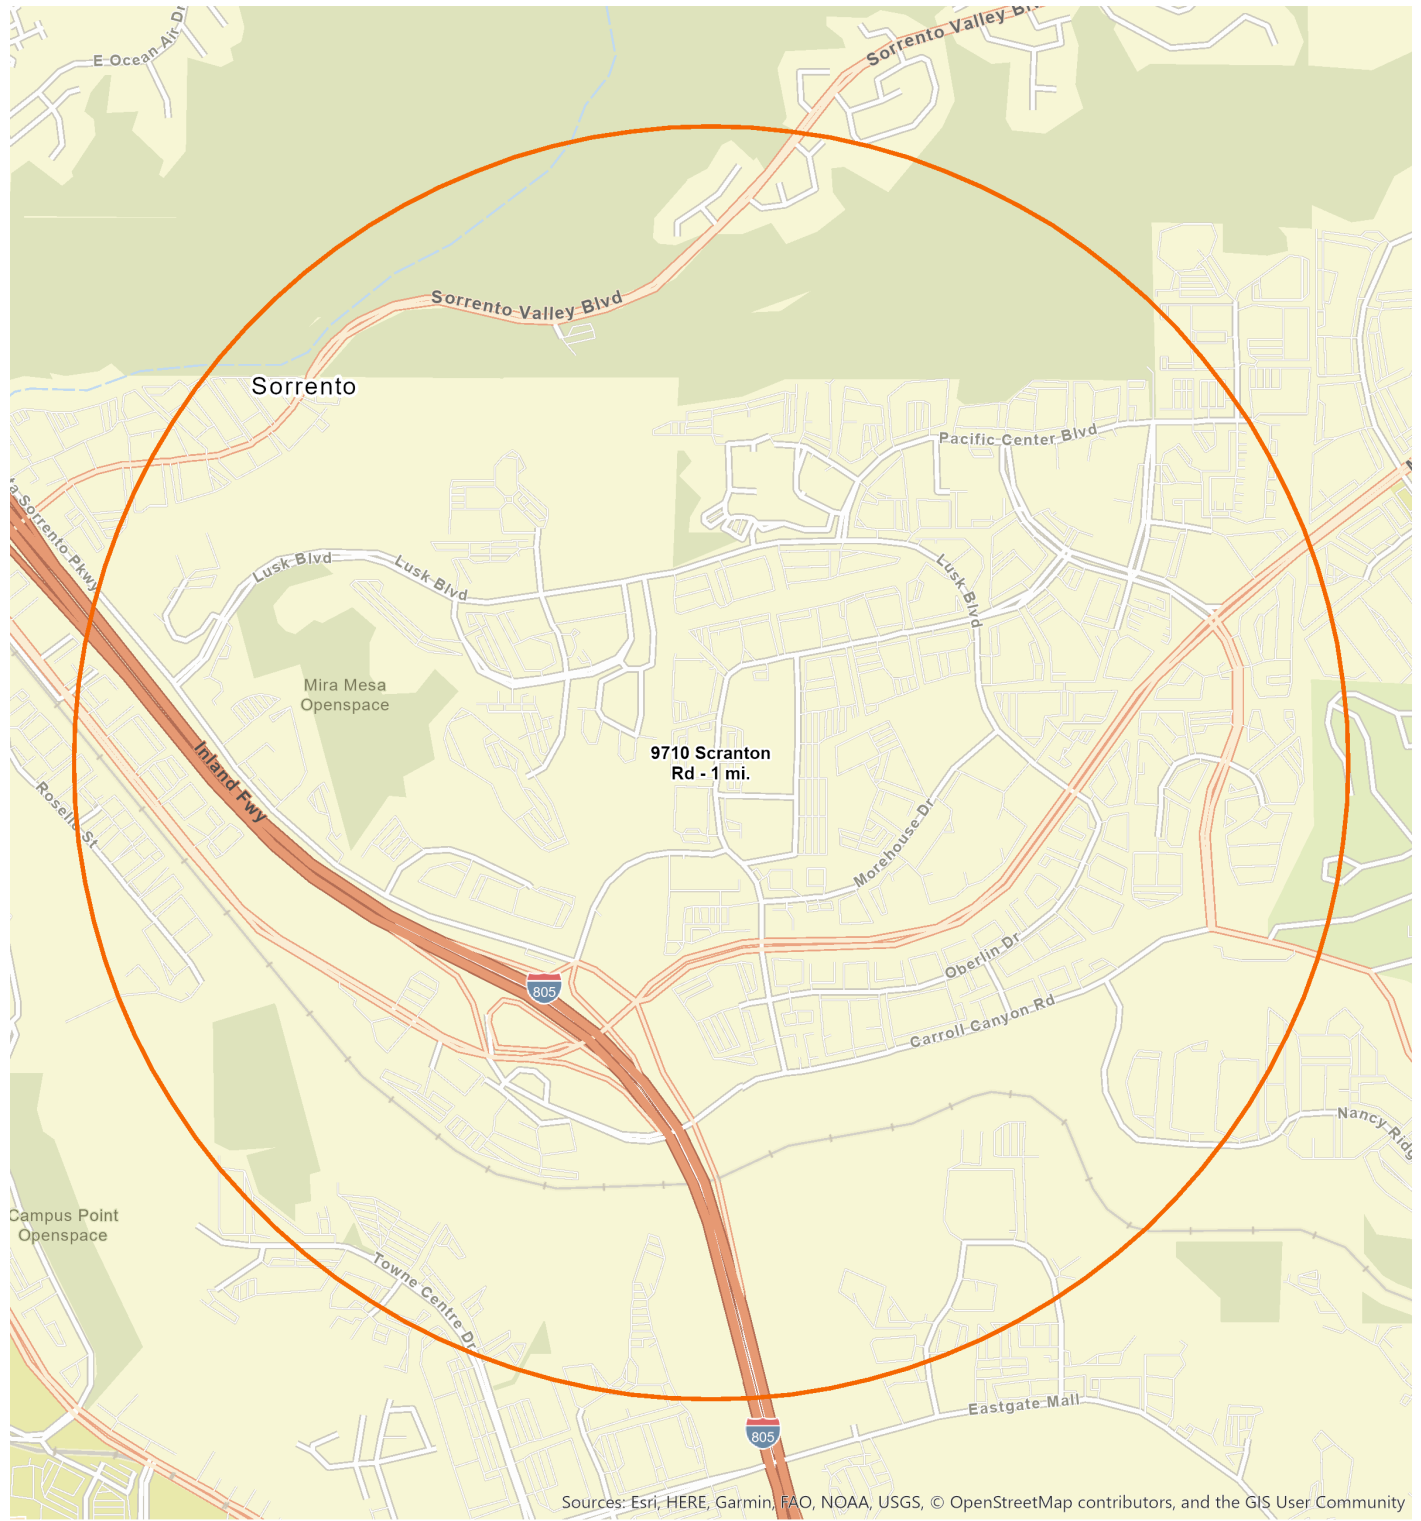 E Ocean Air Dr
Sorrento Valley Blvd
Sorrento Valley Blvd
Sorrento
Pacific Center Blvd
Sorrento Pkwy
Lusk Blvd
Lusk Blvd
Lusk Blvd
Mira Mesa
Openspace
9710 Scranton
Rd - 1 mi.
Inland Fwy
Roselle St
Morehouse Dr
Oberlin Dr
805
Carroll Canyon Rd
Nancy Ridg
Campus Point
Openspace
Towne Centre Dr
Eastgate Mall
805
Sources: Esri, HERE, Garmin, FAO, NOAA, USGS, © OpenStreetMap contributors, and the GIS User Community